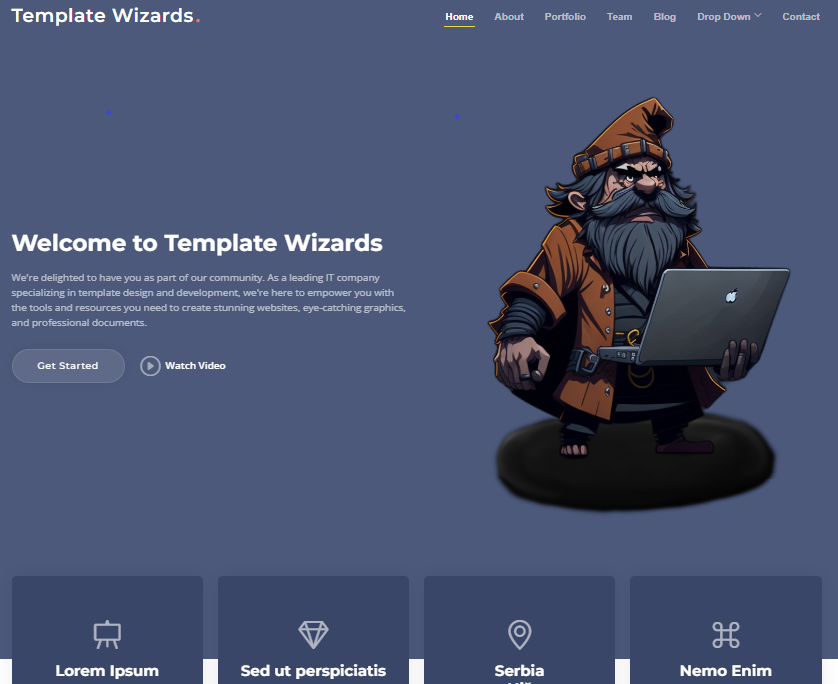 Template Wizards.
Home About Portfolio Team Blog Drop Down Contact
Welcome to Template Wizards
We're delighted to have you as part of our community. As a leading IT company
specializing in template design and development, we're here to empower you with
the tools and resources you need to create stunning websites, eye-catching graphics,
and professional documents.
Get Started Watch Video
Lorem Ipsum Sed ut perspiciatis Serbia Nemo Enim